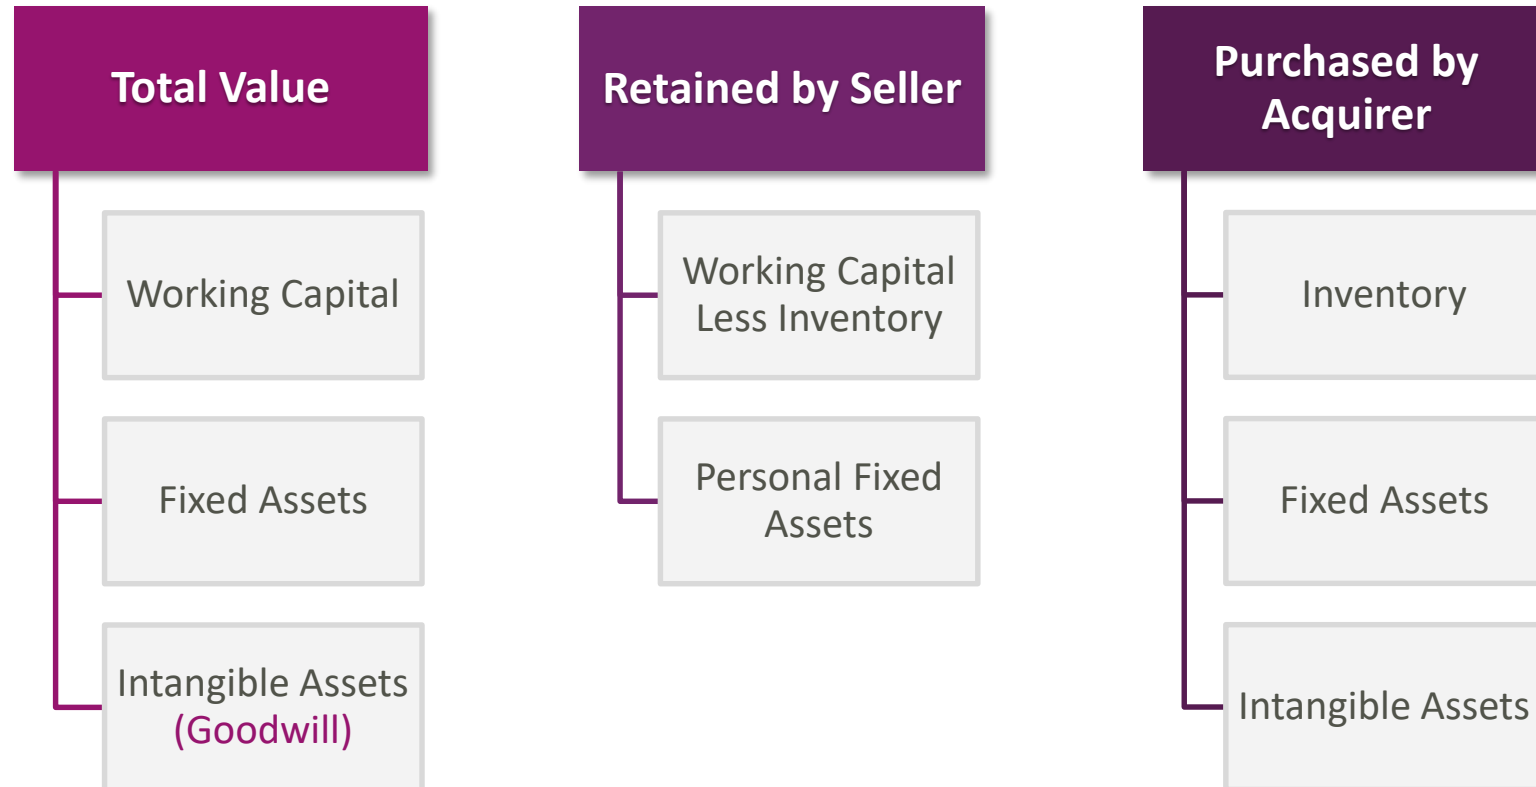 Total Value
Working Capital
Fixed Assets
Intangible Assets
(Goodwill)
Retained by Seller
Working Capital
Less Inventory
Personal Fixed
Assets
Purchased by
Acquirer
Inventory
Fixed Assets
Intangible Assets